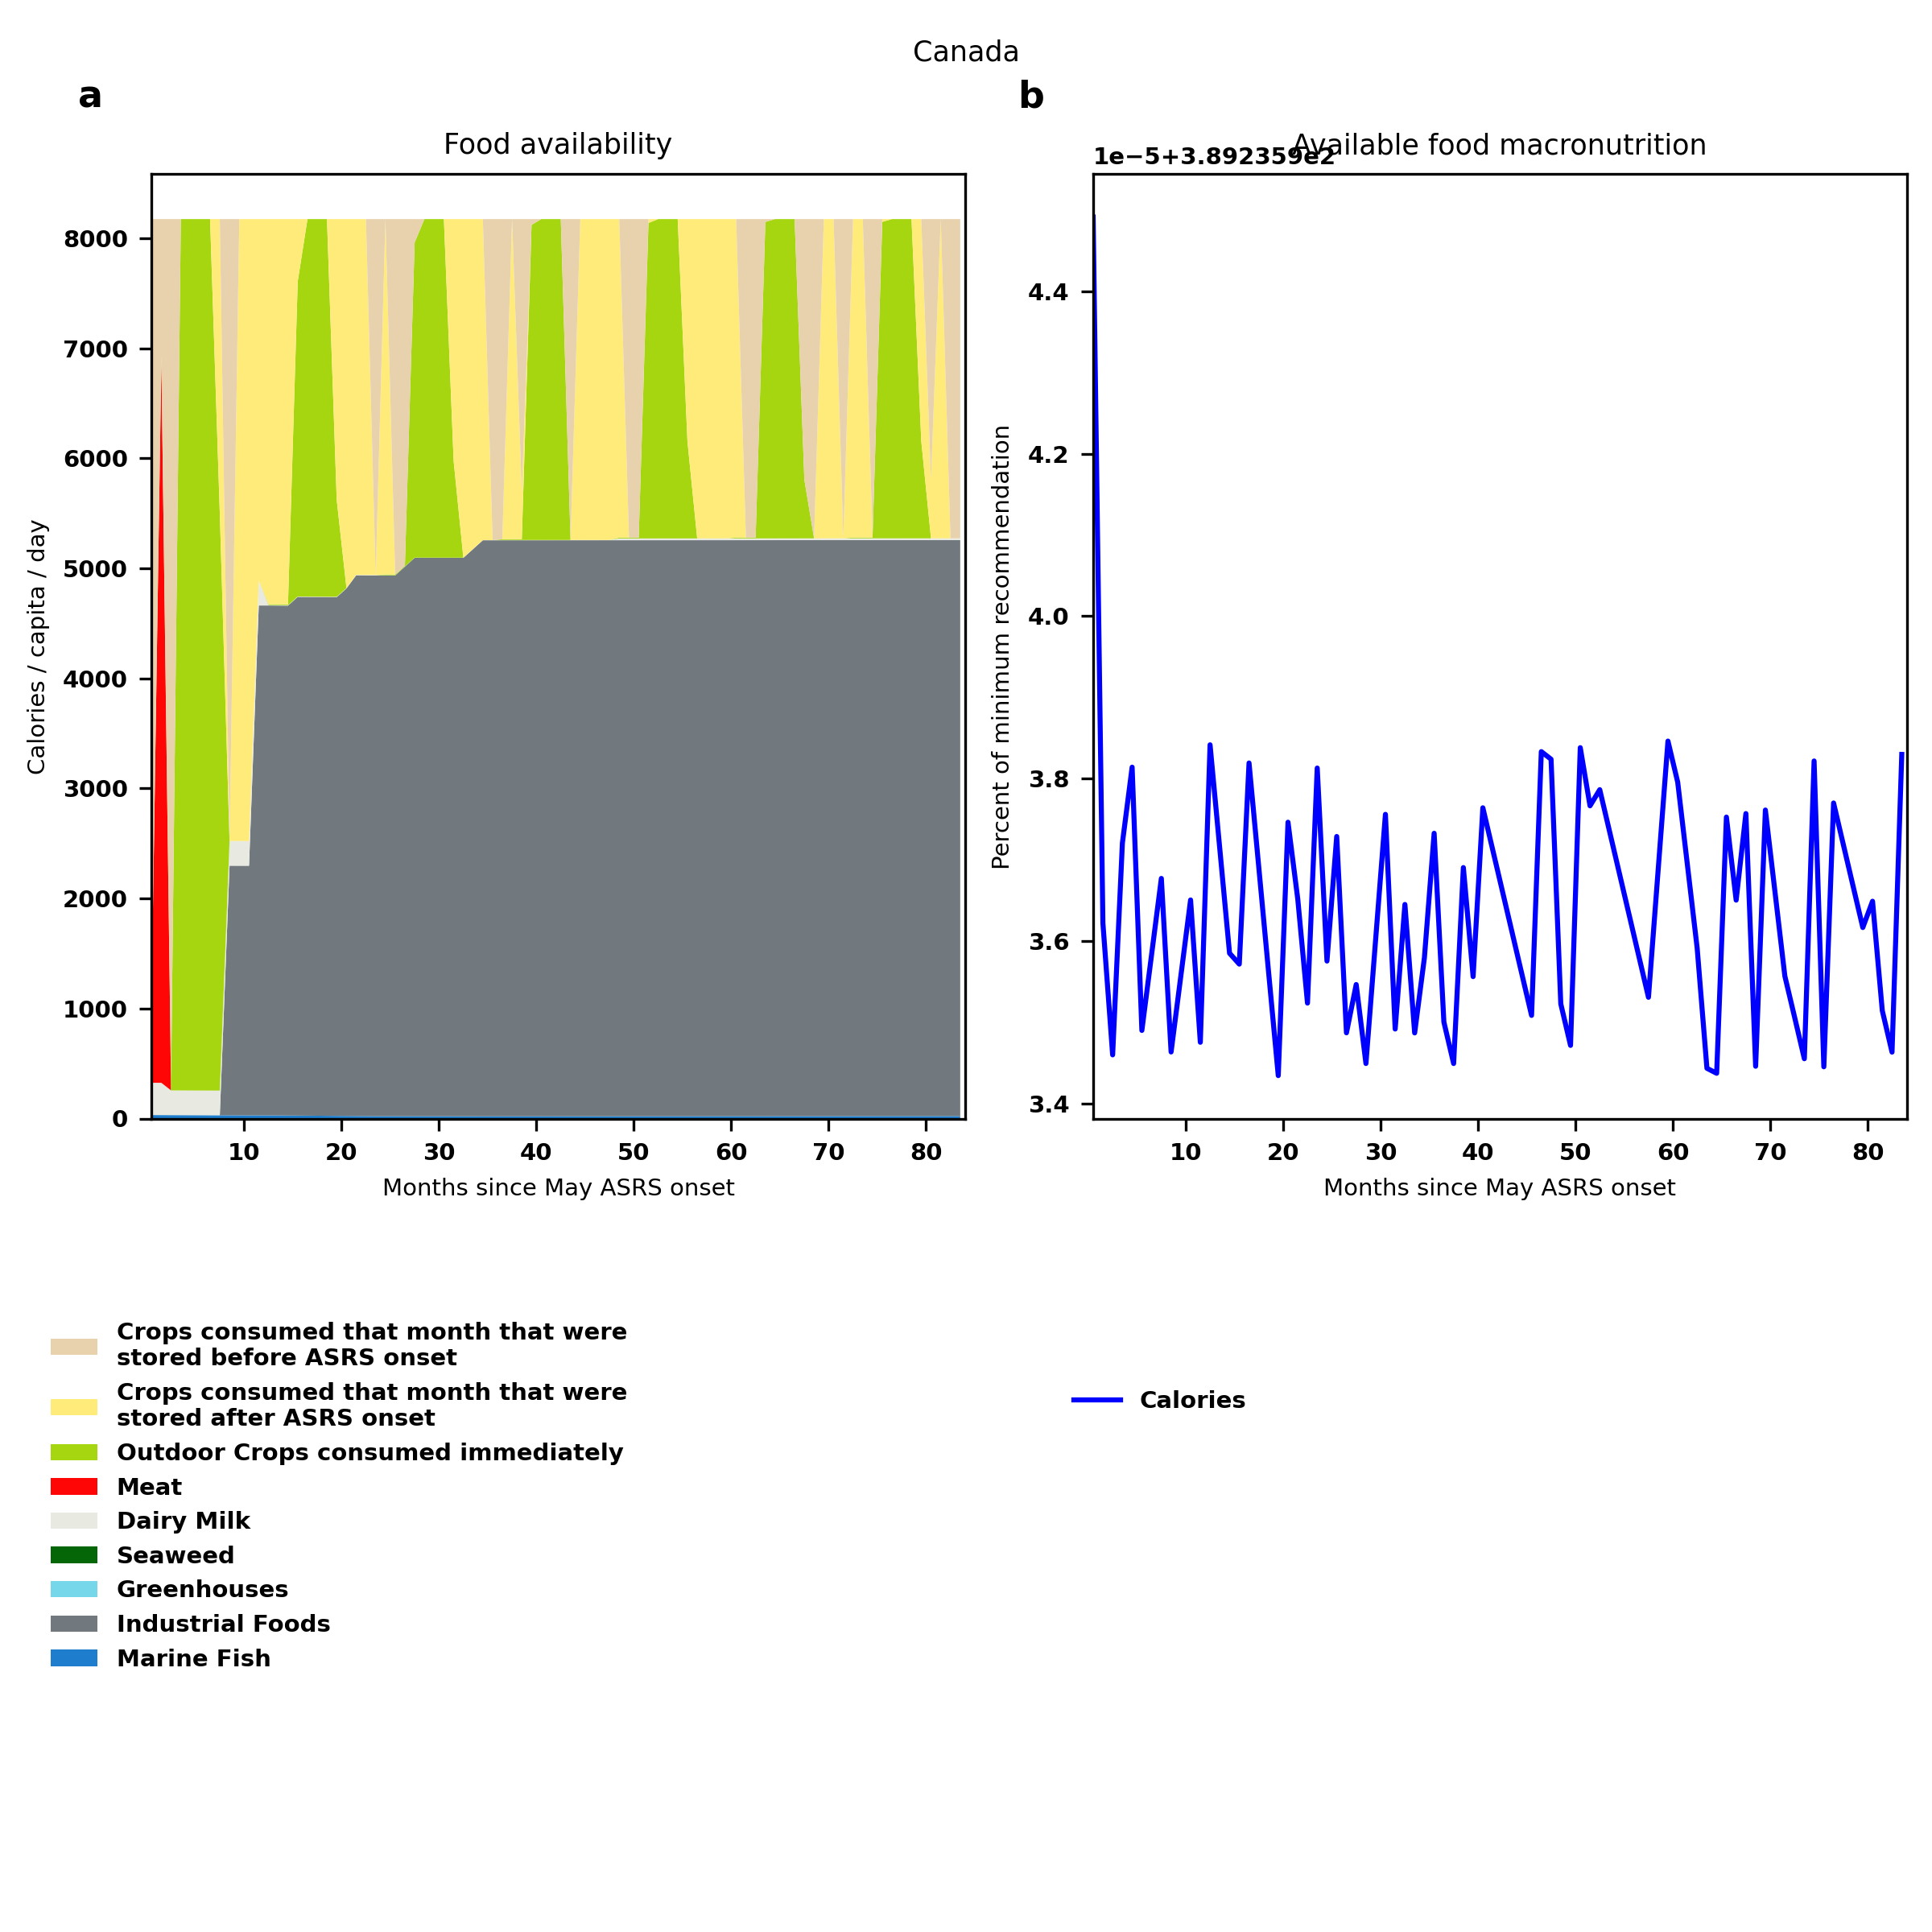 Canada
a
Food availability
8000
7000
6000
5000
4000
3000
2000
1000
0
Calories / capita / day
10 20 30 40 50 60 70 80
Months since May ASRS onset
b
Available food macronutrition
1e−5+3.892359e2
4.4
4.2
4.0
3.8
3.6
3.4
Percent of minimum recommendation
10 20 30 40 50 60 70 80
Months since May ASRS onset
Crops consumed that month that were
stored before ASRS onset
Crops consumed that month that were
stored after ASRS onset
Outdoor Crops consumed immediately
Meat
Dairy Milk
Seaweed
Greenhouses
Industrial Foods
Marine Fish
Calories